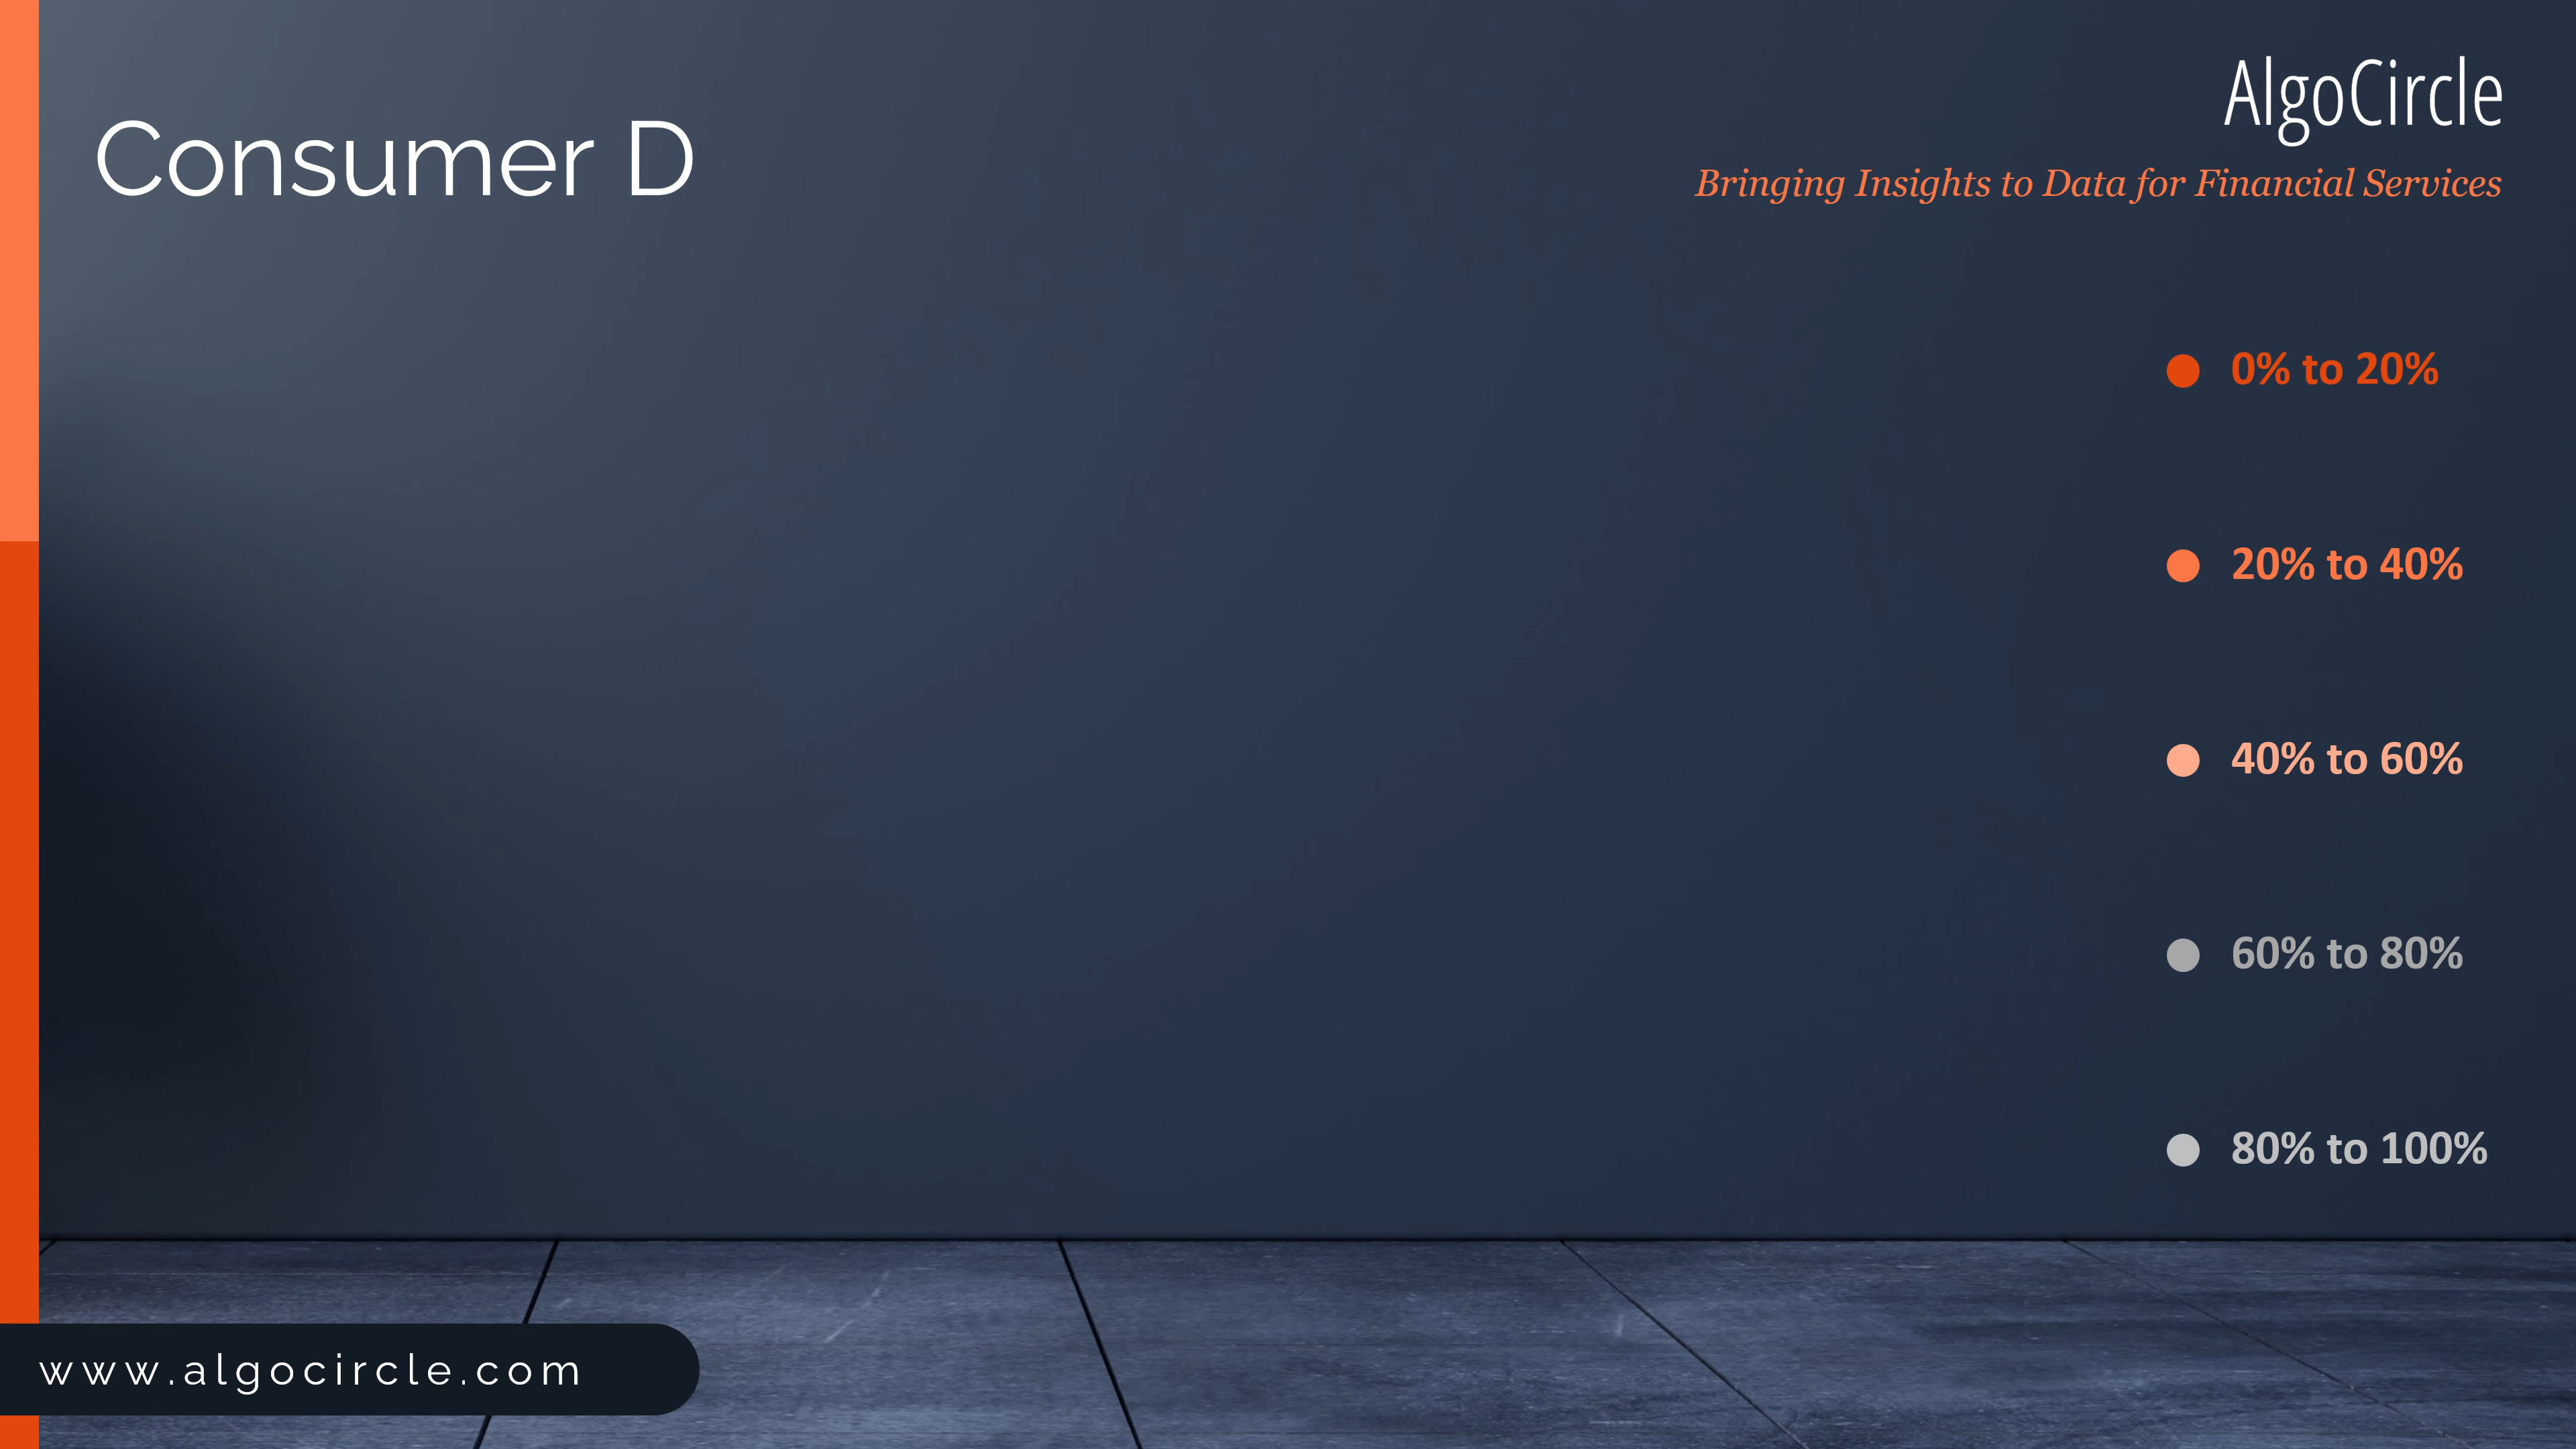 Consumer D
AlgoCircle
Bringing Insights to Data for Financial Services
0% to 20%
20% to 40%
40% to 60%
60% to 80%
80% to 100%
www.algocircle.com